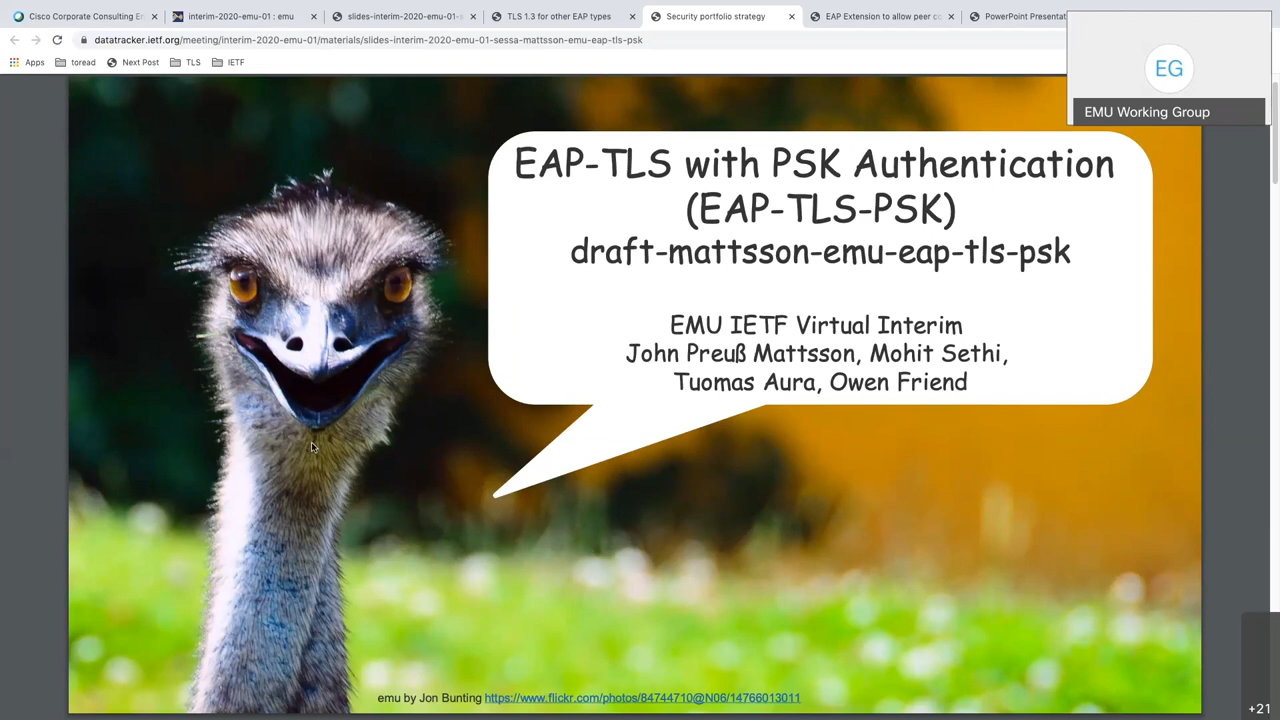 Cisco Corporate Consulting E
interim-2020-emu-01 : emu
slides-interim-2020-emu-01-s
TLS 1.3 for other EAP types
Security portfolio strategy
EAP Extension to allow peer co
PowerPoint Presentat
datatracker.ietf.org/meeting/interim-2020-emu-01/materials/slides-interim-2020-emu-01-sessa-mattsson-emu-eap-tls-psk
Apps
toread
Next Post
TLS
IETF
EG
EMU Working Group
EAP-TLS with PSK Authentication
(EAP-TLS-PSK)
draft-mattsson-emu-eap-tls-psk
EMU IETF Virtual Interim
John Preuß Mattsson, Mohit Sethi,
Tuomas Aura, Owen Friend
emu by Jon Bunting https://www.flickr.com/photos/84744710@N06/14766013011
+21